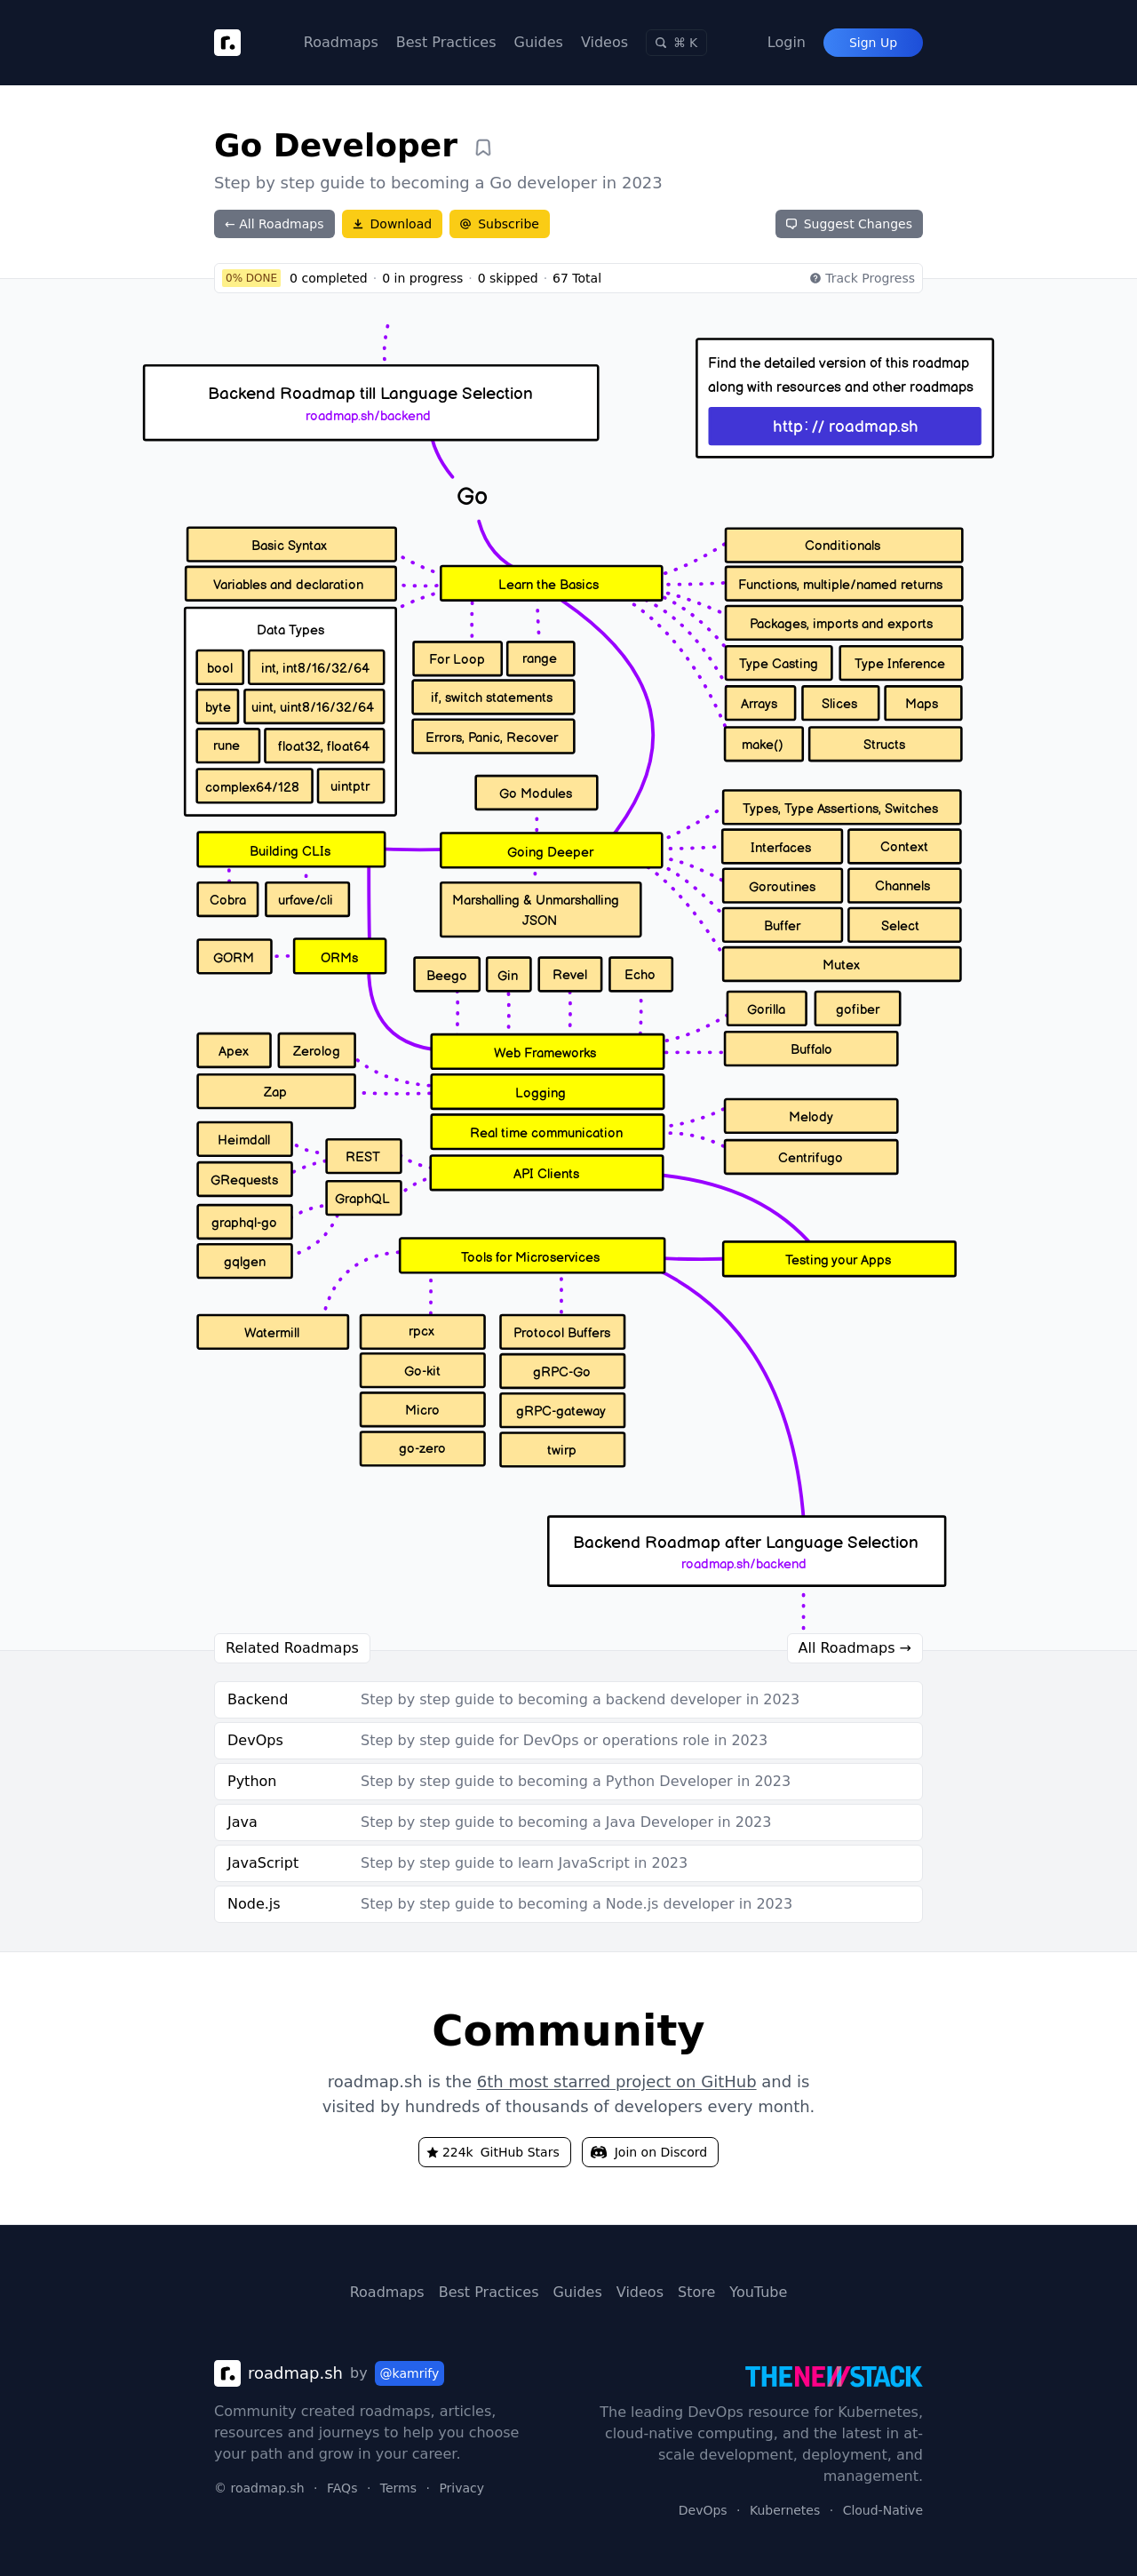 r.
Roadmaps
Best Practices
Guides
Videos
⌘ K
Login
Sign Up
Go Developer
Step by step guide to becoming a Go developer in 2023
← All Roadmaps
Download
Subscribe
Suggest Changes
0% DONE
0 completed · 0 in progress · 0 skipped · 67 Total
Track Progress
Backend Roadmap till Language Selection
roadmap.sh/backend
Find the detailed version of this roadmap
along with resources and other roadmaps
http://roadmap.sh
Go
Basic Syntax
Variables and declaration
Data Types
bool
int, int8/16/32/64
byte
uint, uint8/16/32/64
rune
float32, float64
complex64/128
uintptr
Learn the Basics
For Loop
range
if, switch statements
Errors, Panic, Recover
Conditionals
Functions, multiple/named returns
Packages, imports and exports
Type Casting
Type Inference
Arrays
Slices
Maps
make()
Structs
Go Modules
Building CLIs
Going Deeper
Cobra
urfave/cli
Marshalling & Unmarshalling
JSON
Types, Type Assertions, Switches
Interfaces
Context
Goroutines
Channels
Buffer
Select
Mutex
GORM
ORMs
Beego
Gin
Revel
Echo
Gorilla
gofiber
Buffalo
Web Frameworks
Apex
Zerolog
Zap
Logging
Real time communication
Melody
Centrifugo
Heimdall
GRequests
REST
GraphQL
graphql-go
gqlgen
API Clients
Tools for Microservices
Testing your Apps
Watermill
rpcx
Go-kit
Micro
go-zero
Protocol Buffers
gRPC-Go
gRPC-gateway
twirp
Backend Roadmap after Language Selection
roadmap.sh/backend
Related Roadmaps
All Roadmaps →
Backend
Step by step guide to becoming a backend developer in 2023
DevOps
Step by step guide for DevOps or operations role in 2023
Python
Step by step guide to becoming a Python Developer in 2023
Java
Step by step guide to becoming a Java Developer in 2023
JavaScript
Step by step guide to learn JavaScript in 2023
Node.js
Step by step guide to becoming a Node.js developer in 2023
Community
roadmap.sh is the 6th most starred project on GitHub and is
visited by hundreds of thousands of developers every month.
224k GitHub Stars
Join on Discord
Roadmaps
Best Practices
Guides
Videos
Store
YouTube
r.
roadmap.sh by @kamrify
Community created roadmaps, articles,
resources and journeys to help you choose
your path and grow in your career.
© roadmap.sh · FAQs · Terms · Privacy
THENEWSTACK
The leading DevOps resource for Kubernetes,
cloud-native computing, and the latest in at-
scale development, deployment, and
management.
DevOps · Kubernetes · Cloud-Native